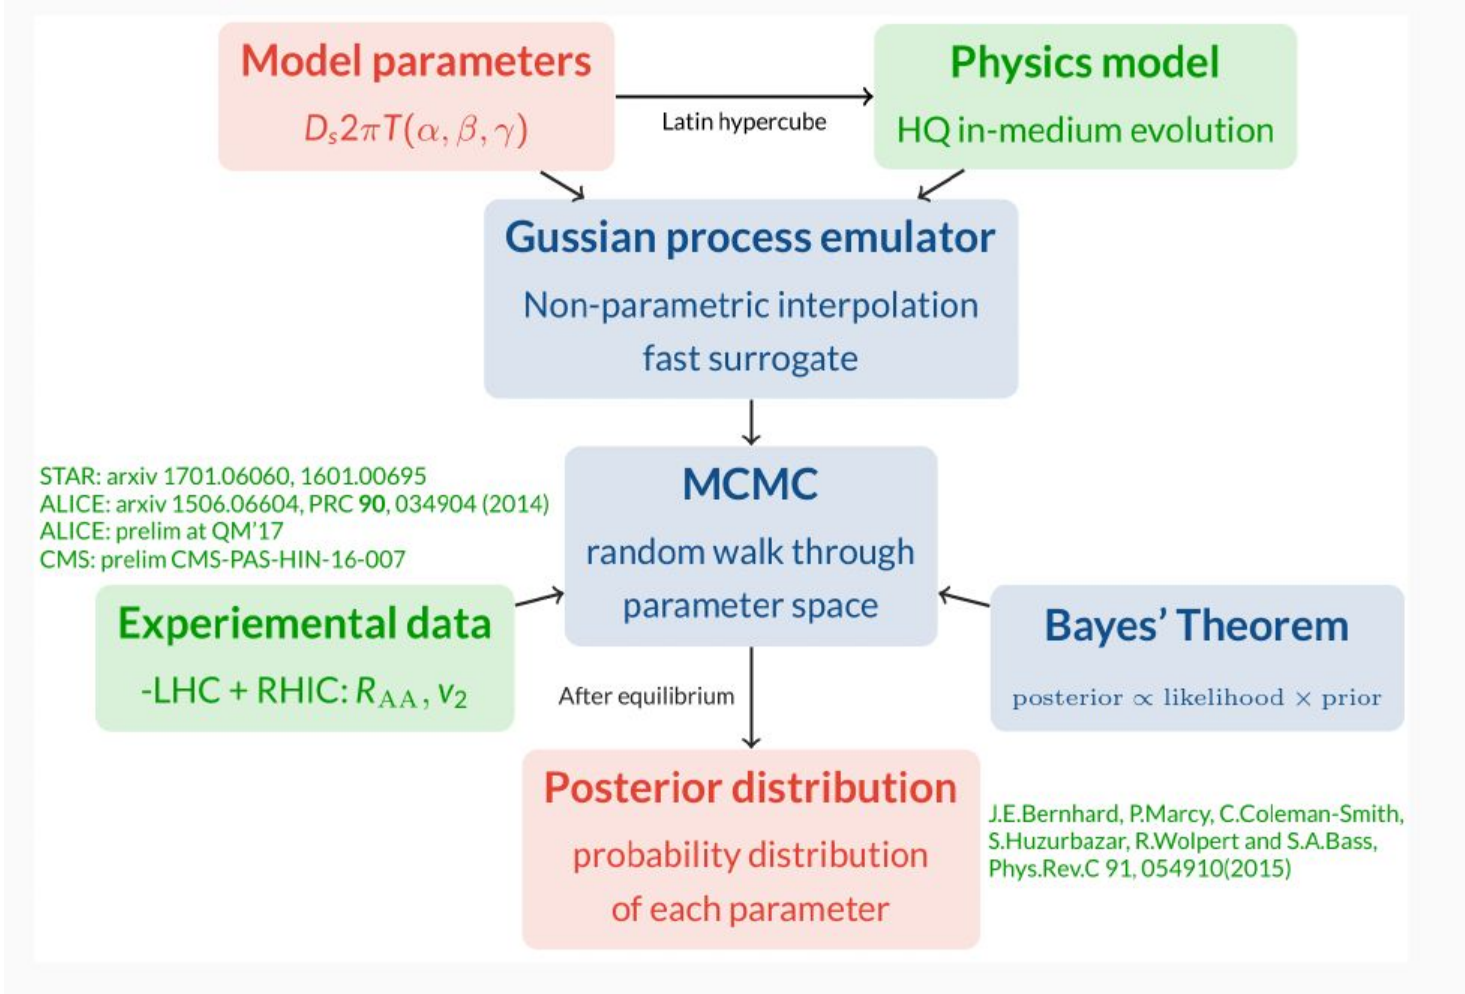 Model parameters
D_s2πT(α, β, γ)
Latin hypercube
Physics model
HQ in-medium evolution
Gussian process emulator
Non-parametric interpolation
fast surrogate
STAR: arxiv 1701.06060, 1601.00695
ALICE: arxiv 1506.06604, PRC 90, 034904 (2014)
ALICE: prelim at QM'17
CMS: prelim CMS-PAS-HIN-16-007
MCMC
random walk through
parameter space
Experiemental data
-LHC + RHIC: R_AA, v_2
Bayes' Theorem
posterior ∝ likelihood × prior
After equilibrium
Posterior distribution
probability distribution
of each parameter
J.E.Bernhard, P.Marcy, C.Coleman-Smith,
S.Huzurbazar, R.Wolpert and S.A.Bass,
Phys.Rev.C 91, 054910(2015)